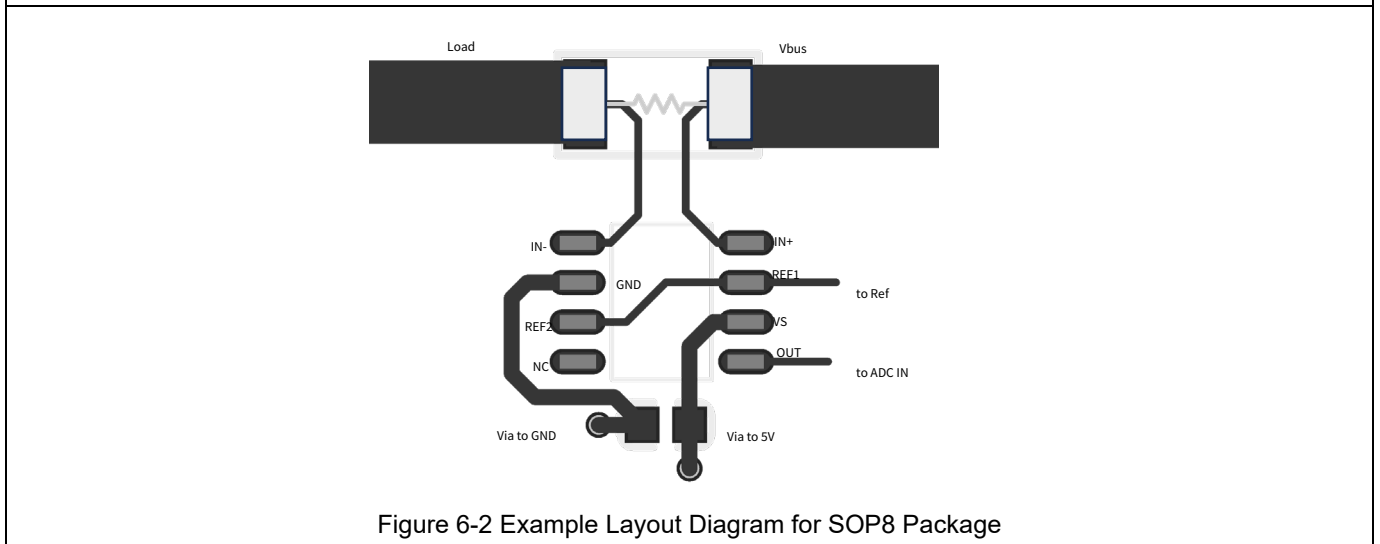 Load
Vbus
IN-
IN+
GND
REF1
to Ref
REF2
VS
NC
OUT
to ADC IN
Via to GND
Via to 5V
Figure 6-2 Example Layout Diagram for SOP8 Package